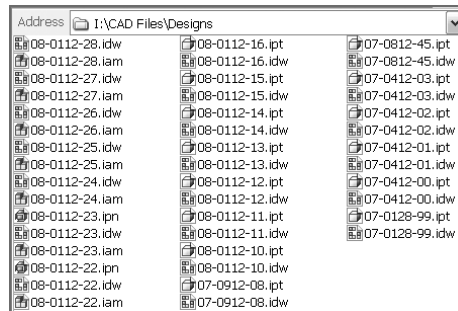 Address I:\CAD Files\Designs
08-0112-28.idw
08-0112-28.iam
08-0112-27.idw
08-0112-27.iam
08-0112-26.idw
08-0112-26.iam
08-0112-25.idw
08-0112-25.iam
08-0112-24.idw
08-0112-24.iam
08-0112-23.ipn
08-0112-23.idw
08-0112-23.iam
08-0112-22.ipn
08-0112-22.idw
08-0112-22.iam
08-0112-16.ipt
08-0112-16.idw
08-0112-15.ipt
08-0112-15.idw
08-0112-14.ipt
08-0112-14.idw
08-0112-13.ipt
08-0112-13.idw
08-0112-12.ipt
08-0112-12.idw
08-0112-11.ipt
08-0112-11.idw
08-0112-10.ipt
08-0112-10.idw
07-0912-08.ipt
07-0912-08.idw
07-0812-45.ipt
07-0812-45.idw
07-0412-03.ipt
07-0412-03.idw
07-0412-02.ipt
07-0412-02.idw
07-0412-01.ipt
07-0412-01.idw
07-0412-00.ipt
07-0412-00.idw
07-0128-99.ipt
07-0128-99.idw